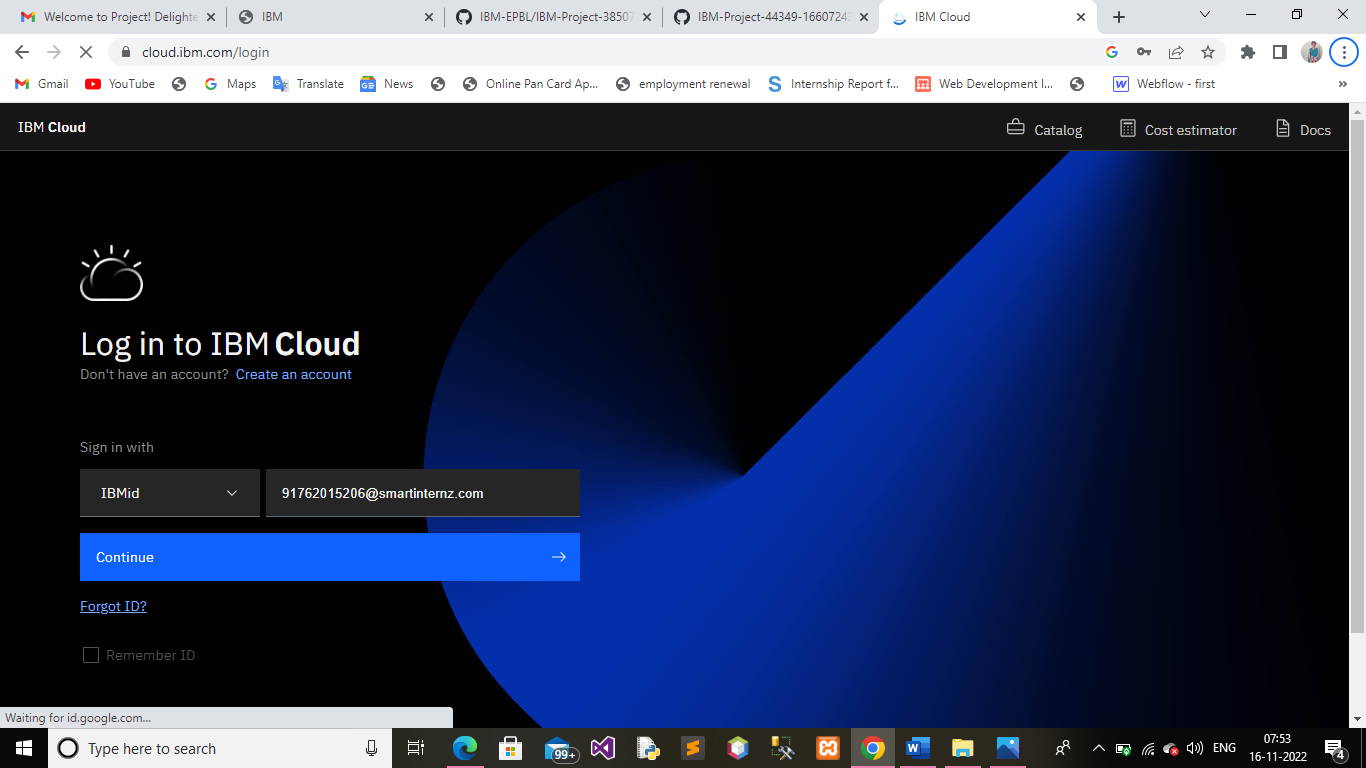 Welcome to Project! Delighte
IBM
IBM-EPBL/IBM-Project-38507
IBM-Project-44349-16607242
IBM Cloud
cloud.ibm.com/login
Gmail
YouTube
Maps
Translate
News
Online Pan Card Ap...
employment renewal
Internship Report f...
Web Development I...
Webflow - first
IBM Cloud
Catalog
Cost estimator
Docs
Log in to IBM Cloud
Don't have an account? Create an account
Sign in with
IBMid
91762015206@smartinternz.com
Continue
Forgot ID?
Remember ID
Waiting for id.google.com...
Type here to search
99+
ENG
07:53
16-11-2022
4